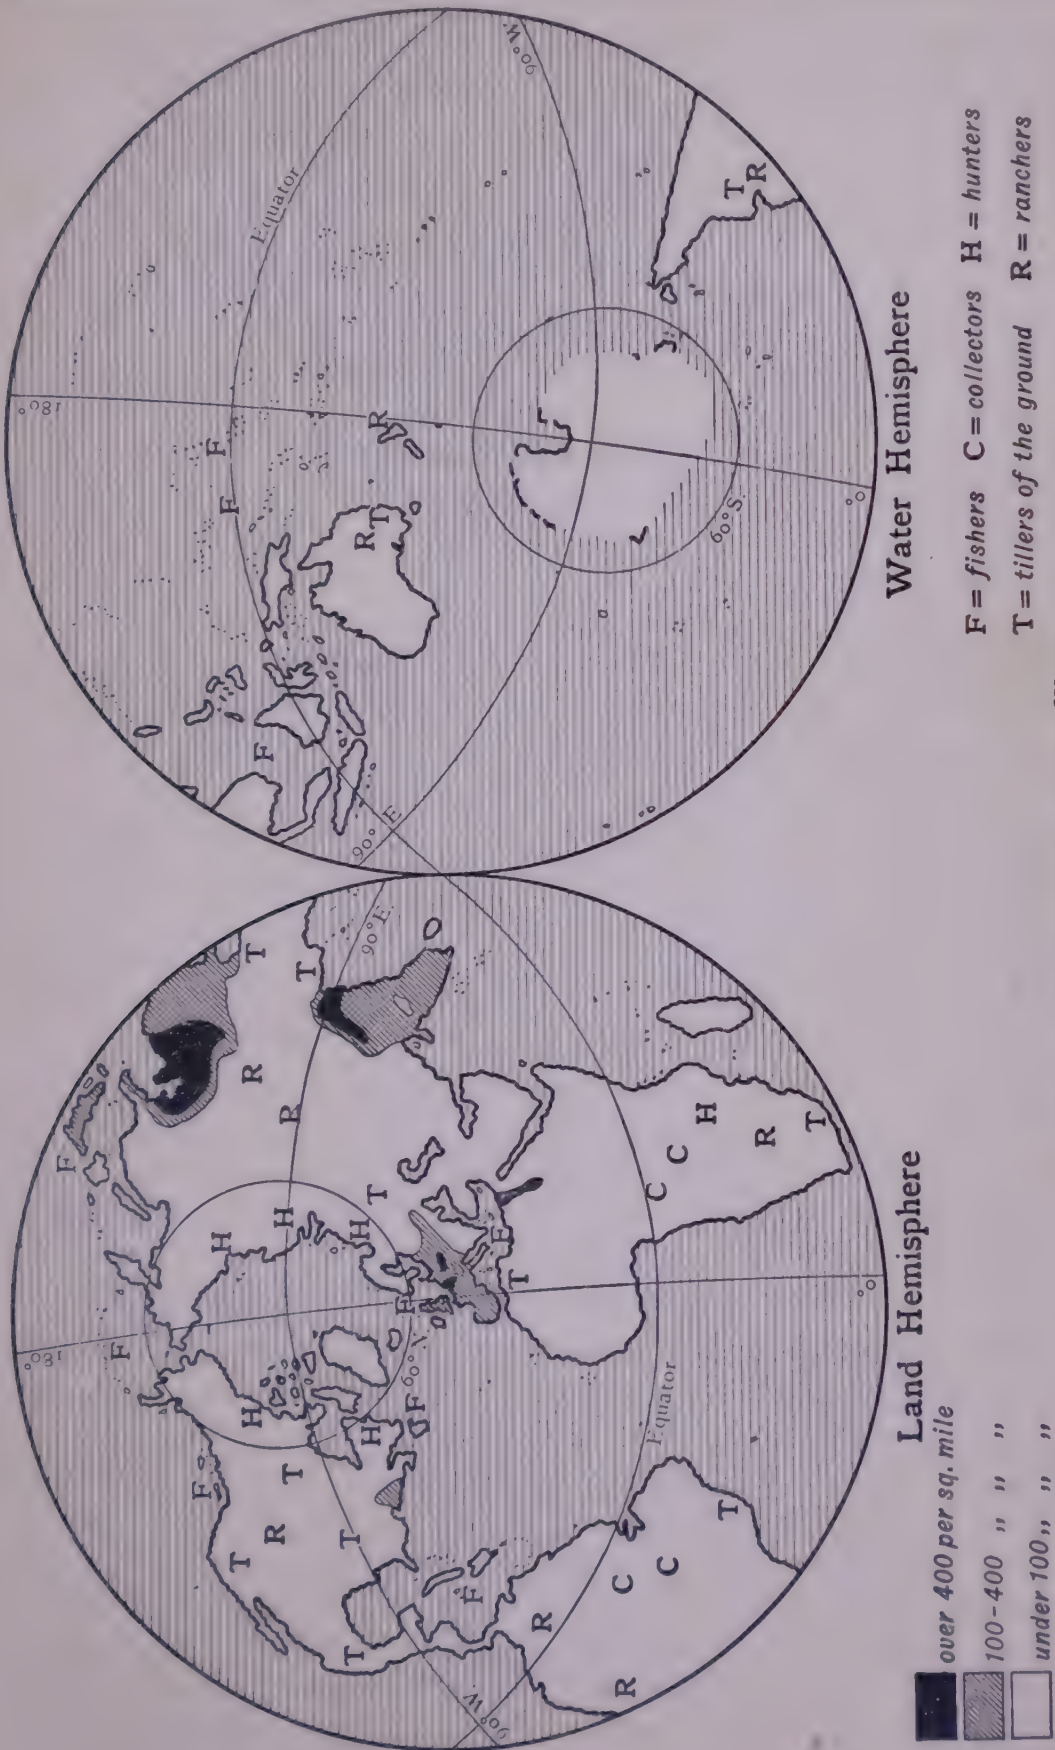 180°
F
F
F
H
T
H
T
R
R
H
R
T
T
T
T
H
H
T
90°E.
F
60°N
F
F
90°W.
F
T
R
C
R
C
Equator
C
C
H
T
R
T
0°
Land Hemisphere
180°
F
F
F
Equator
R
R
T
90° E.
90°W.
60°S.
T
R
0°
Water Hemisphere
over 400 per sq. mile
100-400 ,, ,, ,,
under 100 ,, ,, ,,
F = fishers C = collectors H = hunters
T = tillers of the ground R = ranchers